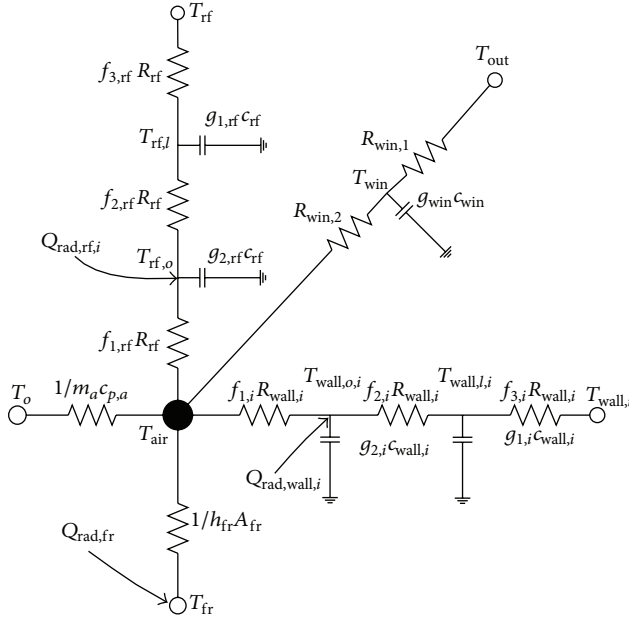 T_rf
f_3,rf R_rf
g_1,rf c_rf
T_rf,l
f_2,rf R_rf
Q_rad,rf,i
T_rf,o
g_2,rf c_rf
f_1,rf R_rf
T_out
R_win,1
T_win
g_win c_win
R_win,2
T_o
1/m_a c_p,a
T_air
f_1,i R_wall,i
T_wall,o,i
f_2,i R_wall,i
T_wall,l,i
f_3,i R_wall,i
T_wall,i
g_2,i c_wall,i
g_1,i c_wall,i
Q_rad,wall,i
1/h_fr A_fr
Q_rad,fr
T_fr